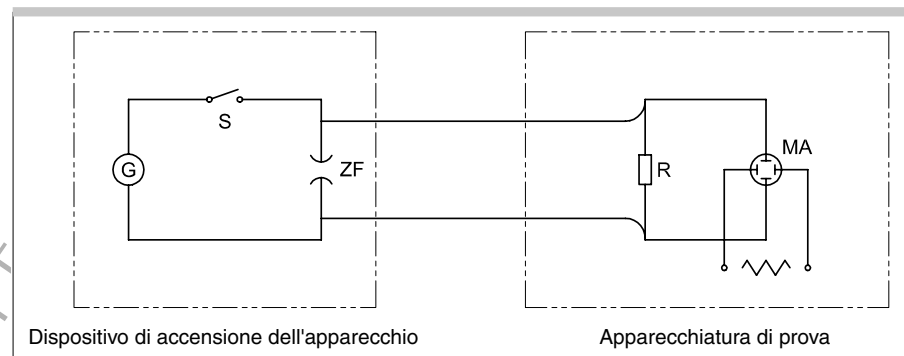 S
G
ZF
R
MA
Dispositivo di accensione dell'apparecchio
Apparecchiatura di prova